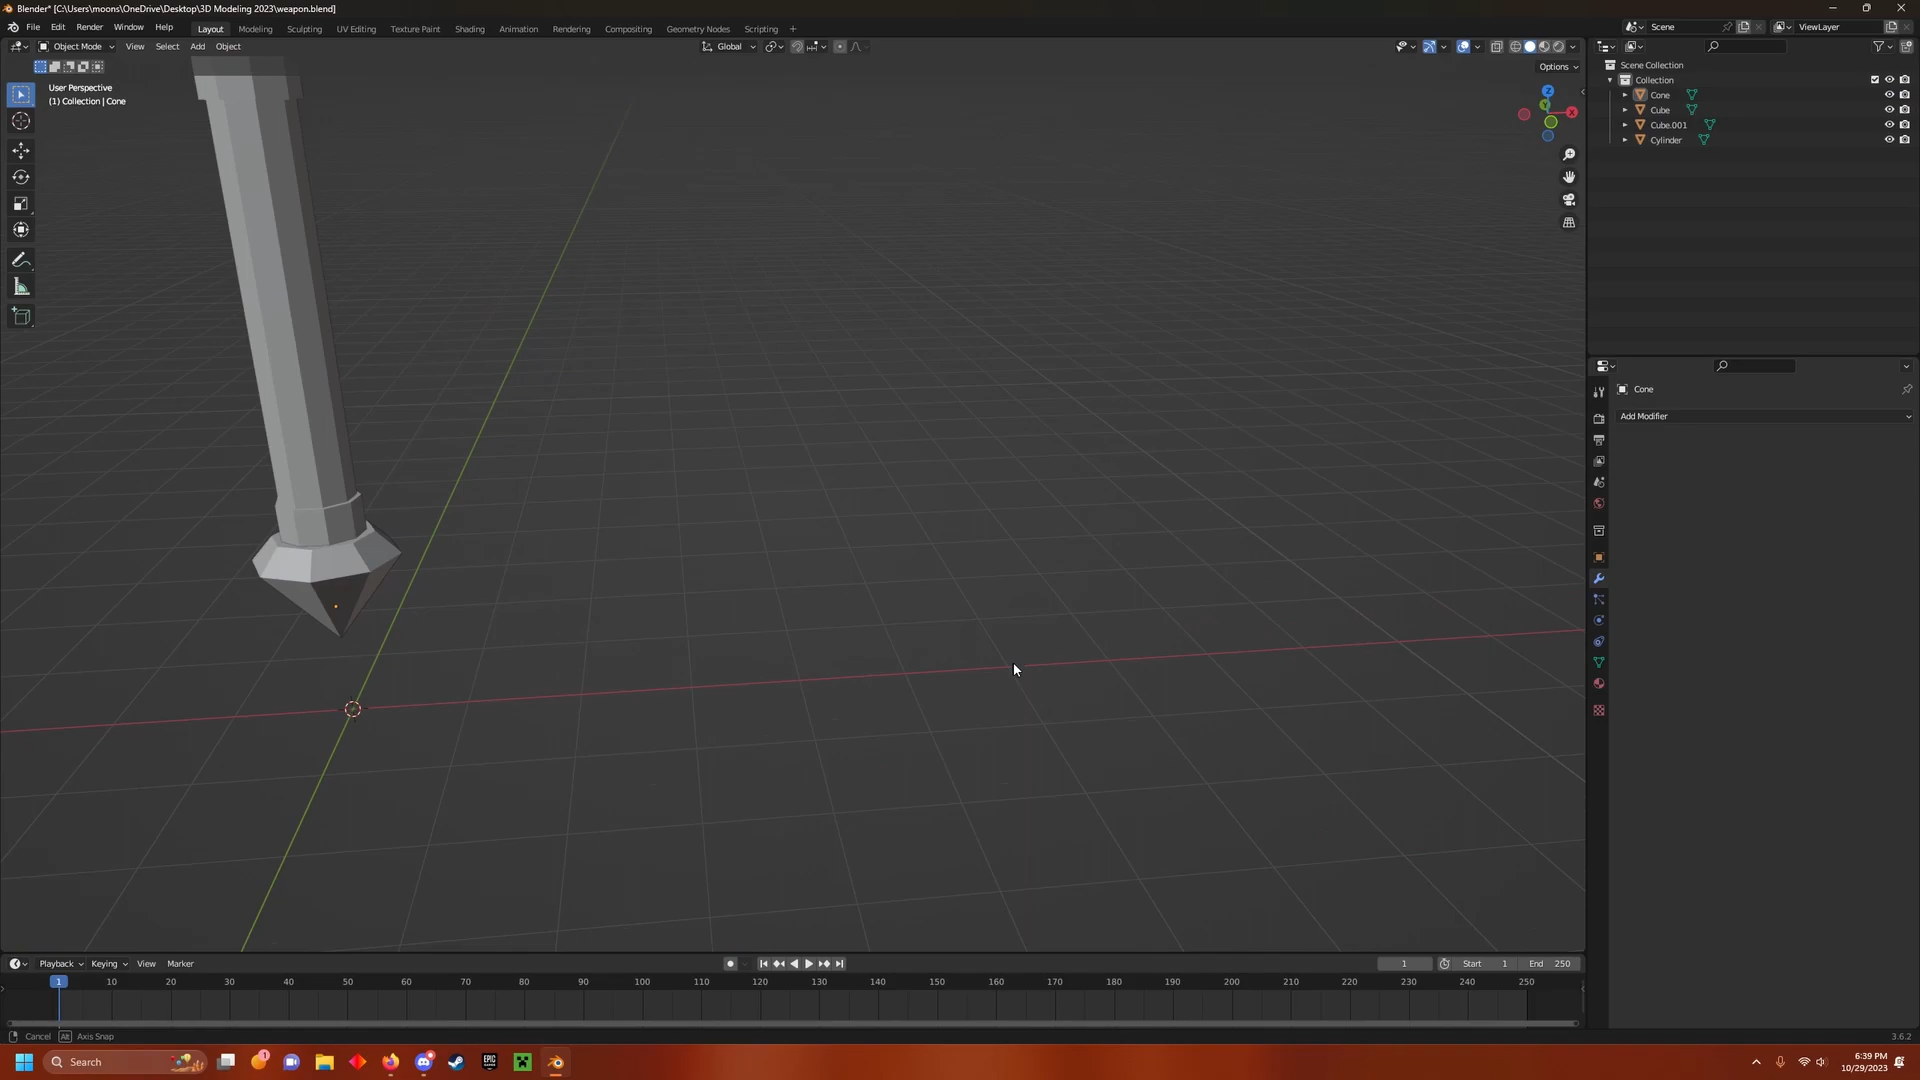 Blender* [C:\Users\moons\OneDrive\Desktop\3D Modeling 2023\weapon.blend]
File Edit Render Window Help Layout Modeling Sculpting UV Editing Texture Paint Shading Animation Rendering Compositing Geometry Nodes Scripting + Scene ViewLayer
Object Mode View Select Add Object Global
Options
User Perspective
(1) Collection | Cone
Z
Y
X
Scene Collection
Collection
Cone
Cube
Cube.001
Cylinder
Cone
Add Modifier
Playback Keying View Marker 1 Start 1 End 250
1 10 20 30 40 50 60 70 80 90 100 110 120 130 140 150 160 170 180 190 200 210 220 230 240 250
Cancel Alt Axis Snap 3.6.2
Search 1 EPIC GAMES 6:39 PM
10/29/2023